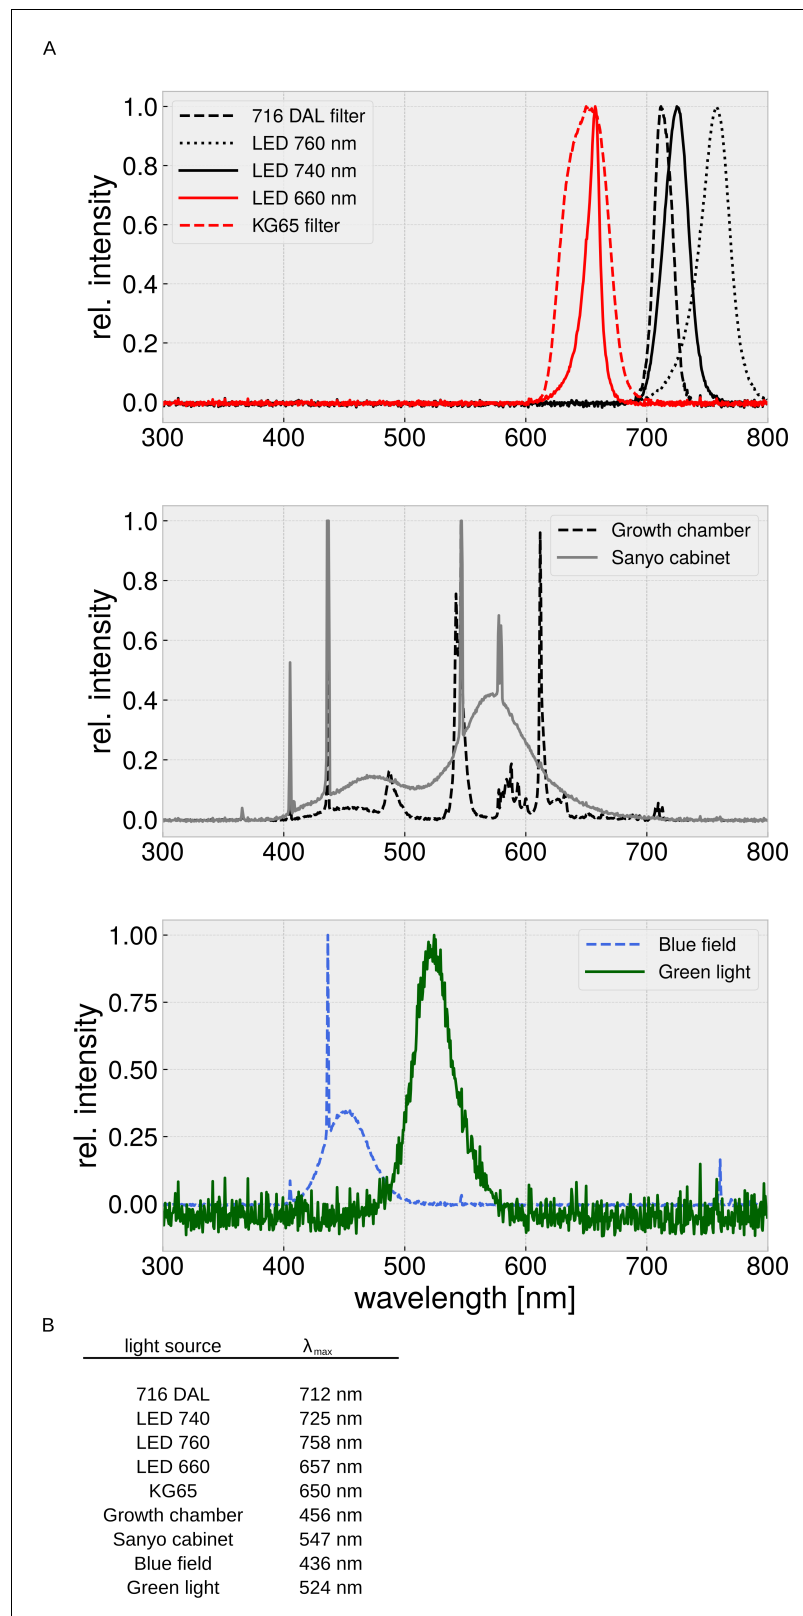 A
1.0
0.8
0.6
0.4
0.2
0.0
rel. intensity
716 DAL filter
LED 760 nm
LED 740 nm
LED 660 nm
KG65 filter
300 400 500 600 700 800
1.0
0.8
0.6
0.4
0.2
0.0
rel. intensity
Growth chamber
Sanyo cabinet
300 400 500 600 700 800
1.00
0.75
0.50
0.25
0.00
rel. intensity
Blue field
Green light
300 400 500 600 700 800
wavelength [nm]
B
light source λmax
716 DAL 712 nm
LED 740 725 nm
LED 760 758 nm
LED 660 657 nm
KG65 650 nm
Growth chamber 456 nm
Sanyo cabinet 547 nm
Blue field 436 nm
Green light 524 nm